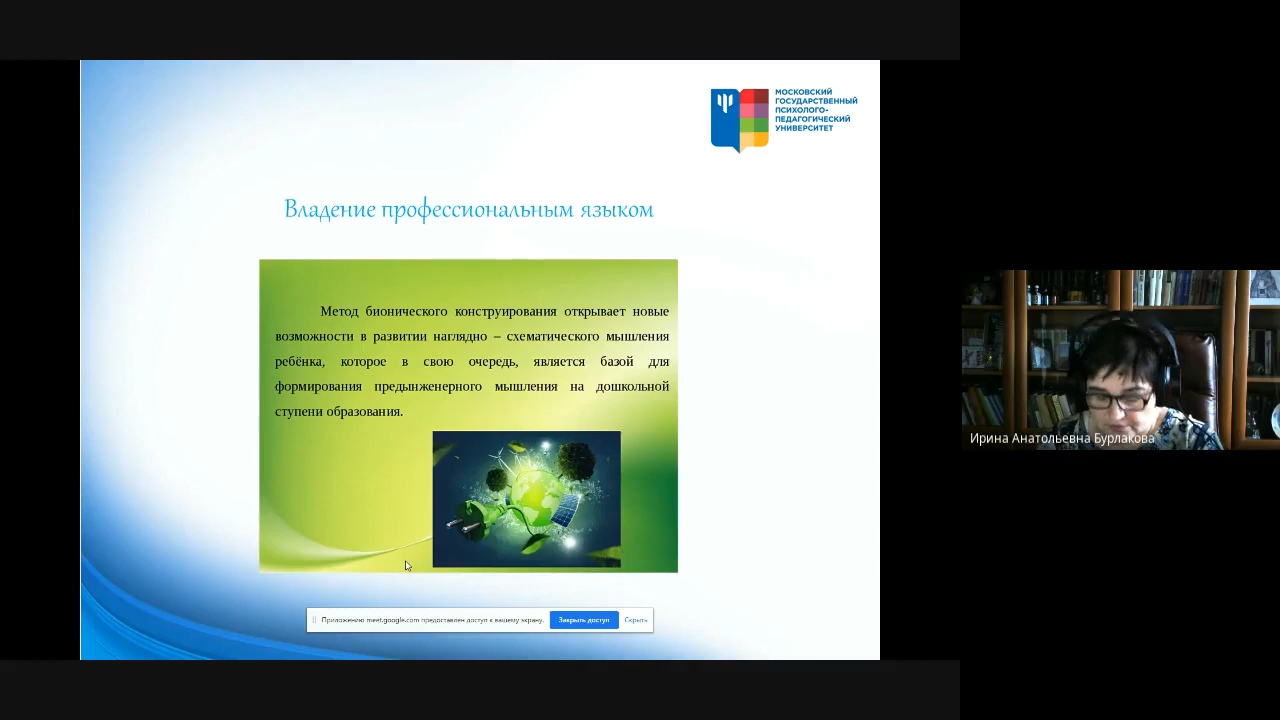 МОСКОВСКИЙ
ГОСУДАРСТВЕННЫЙ
ПСИХОЛОГО-
ПЕДАГОГИЧЕСКИЙ
УНИВЕРСИТЕТ
Владение профессиональным языком
Метод бионического конструирования открывает новые
возможности в развитии наглядно – схематического мышления
ребёнка, которое в свою очередь, является базой для
формирования предынженерного мышления на дошкольной
ступени образования.
Ирина Анатольевна Бурлакова
Приложению meet.google.com предоставлен доступ к вашему экрану. Закрыть доступ Скрыть